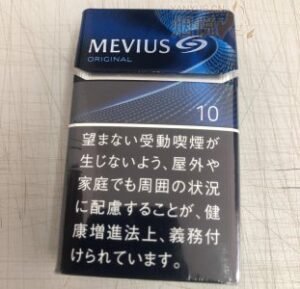 MEVIUS
ORIGINAL
10
望まない受動喫煙が
生じないよう、屋外や
家庭でも周囲の状況
に配慮することが、健
康増進法上、義務付
けられています。